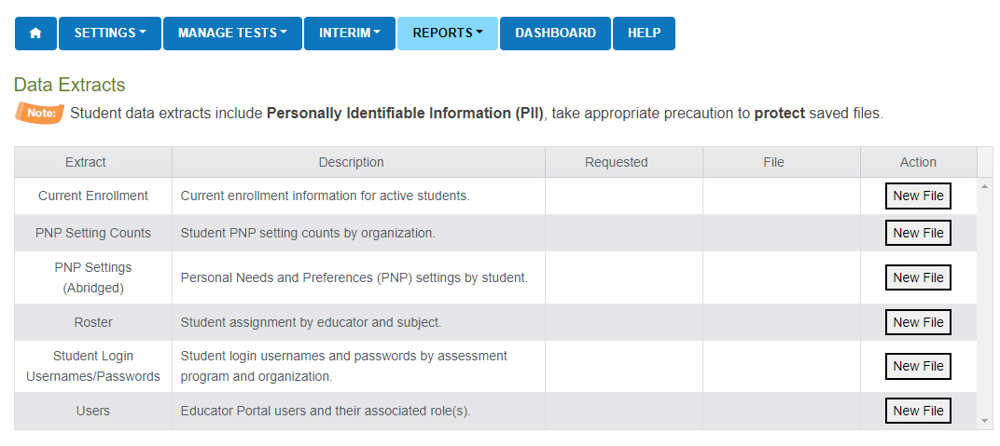 SETTINGS MANAGE TESTS INTERIM REPORTS DASHBOARD HELP
Data Extracts
Note: Student data extracts include Personally Identifiable Information (PII), take appropriate precaution to protect saved files.
Extract Description Requested File Action
Current Enrollment Current enrollment information for active students. New File
PNP Setting Counts Student PNP setting counts by organization. New File
PNP Settings
(Abridged) Personal Needs and Preferences (PNP) settings by student. New File
Roster Student assignment by educator and subject. New File
Student Login Student login usernames and passwords by assessment
Usernames/Passwords program and organization. New File
Users Educator Portal users and their associated role(s). New File